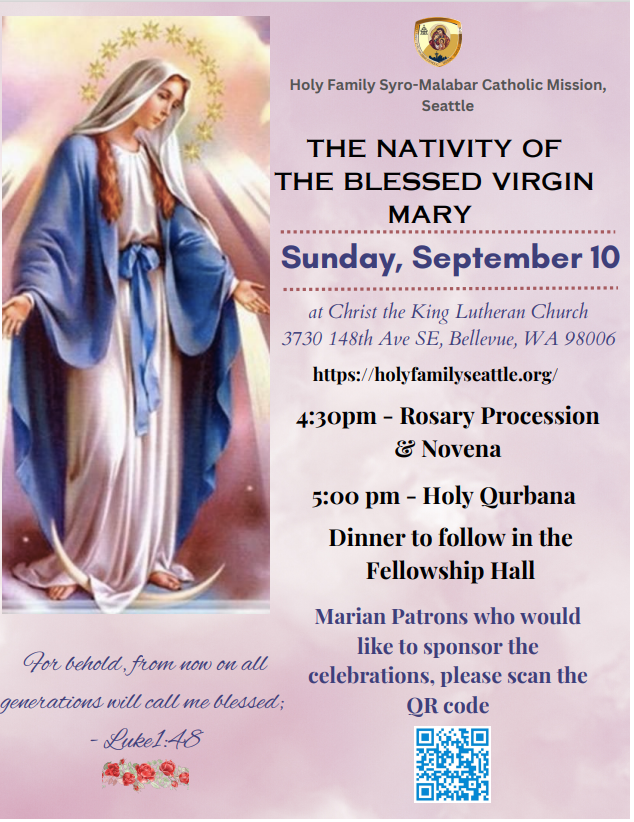 Holy Family Syro-Malabar Catholic Mission,
Seattle
THE NATIVITY OF
THE BLESSED VIRGIN
MARY
Sunday, September 10
at Christ the King Lutheran Church
3730 148th Ave SE, Bellevue, WA 98006
https://holyfamilyseattle.org/
4:30pm - Rosary Procession
& Novena
5:00 pm - Holy Qurbana
Dinner to follow in the
Fellowship Hall
Marian Patrons who would
like to sponsor the
celebrations, please scan the
QR code
For behold, from now on all
generations will call me blessed;
- Luke1:48